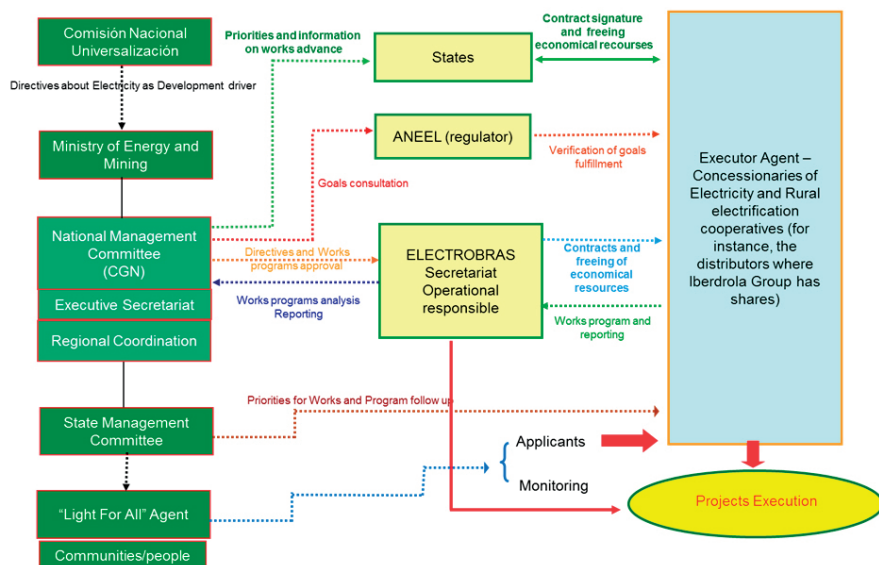 Comisión Nacional
Universalización
Directives about Electricity as Development driver
Ministry of Energy and
Mining
National Management
Committee
(CGN)
Executive Secretariat
Regional Coordination
State Management
Committee
"Light For All" Agent
Communities/people
Priorities and information
on works advance
States
Contract signature
and freeing
economical recourses
ANEEL (regulator)
Verification of goals
fulfillment
Goals consultation
Directives and Works
programs approval
Works programs analysis
Reporting
ELECTROBRAS
Secretariat
Operational
responsible
Contracts and
freeing of
economical
resources
Works program and
reporting
Priorities for Works and Program follow up
Applicants
Monitoring
Executor Agent –
Concessionaries of
Electricity and Rural
electrification
cooperatives (for
instance, the
distributors where
Iberdrola Group has
shares)
Projects Execution